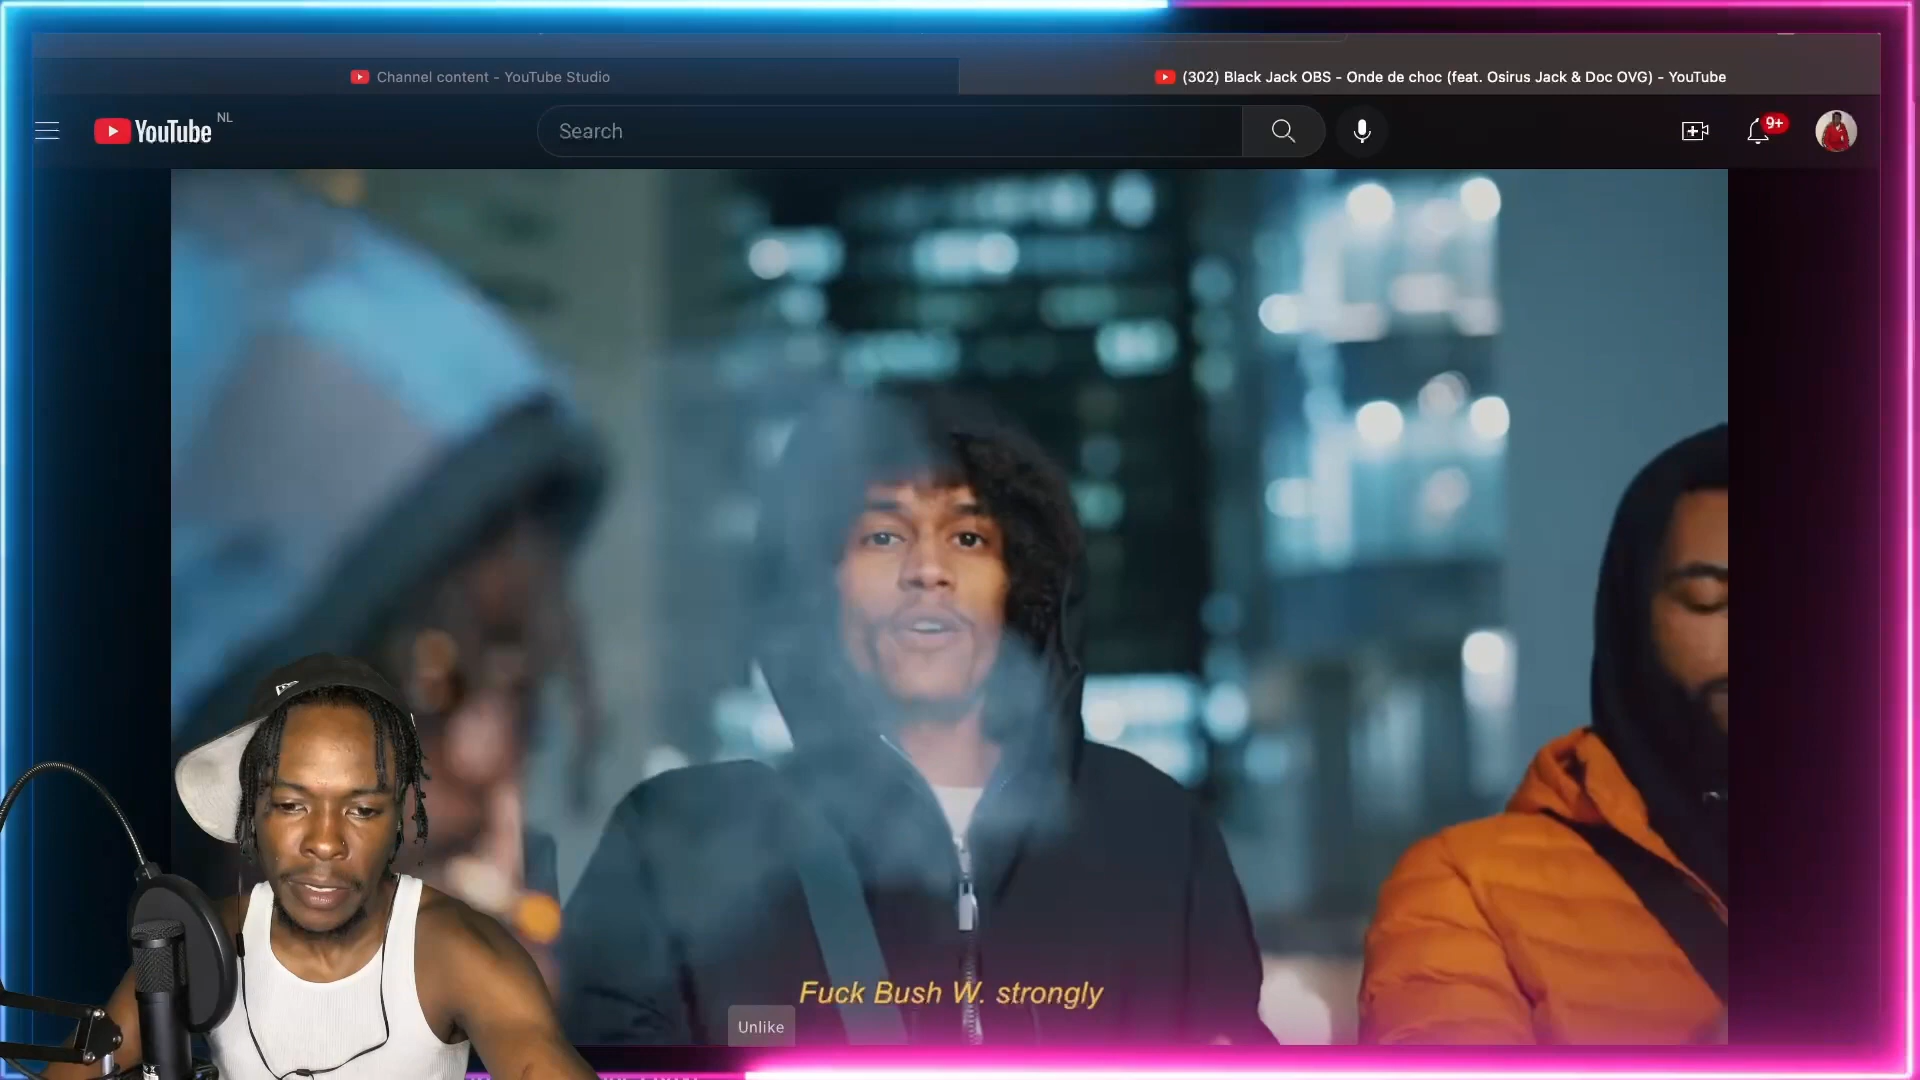 Channel content - YouTube Studio
(302) Black Jack OBS - Onde de choc (feat. Osirus Jack & Doc OVG) - YouTube
YouTube NL
Search
9+
Fuck Bush W. strongly
Unlike